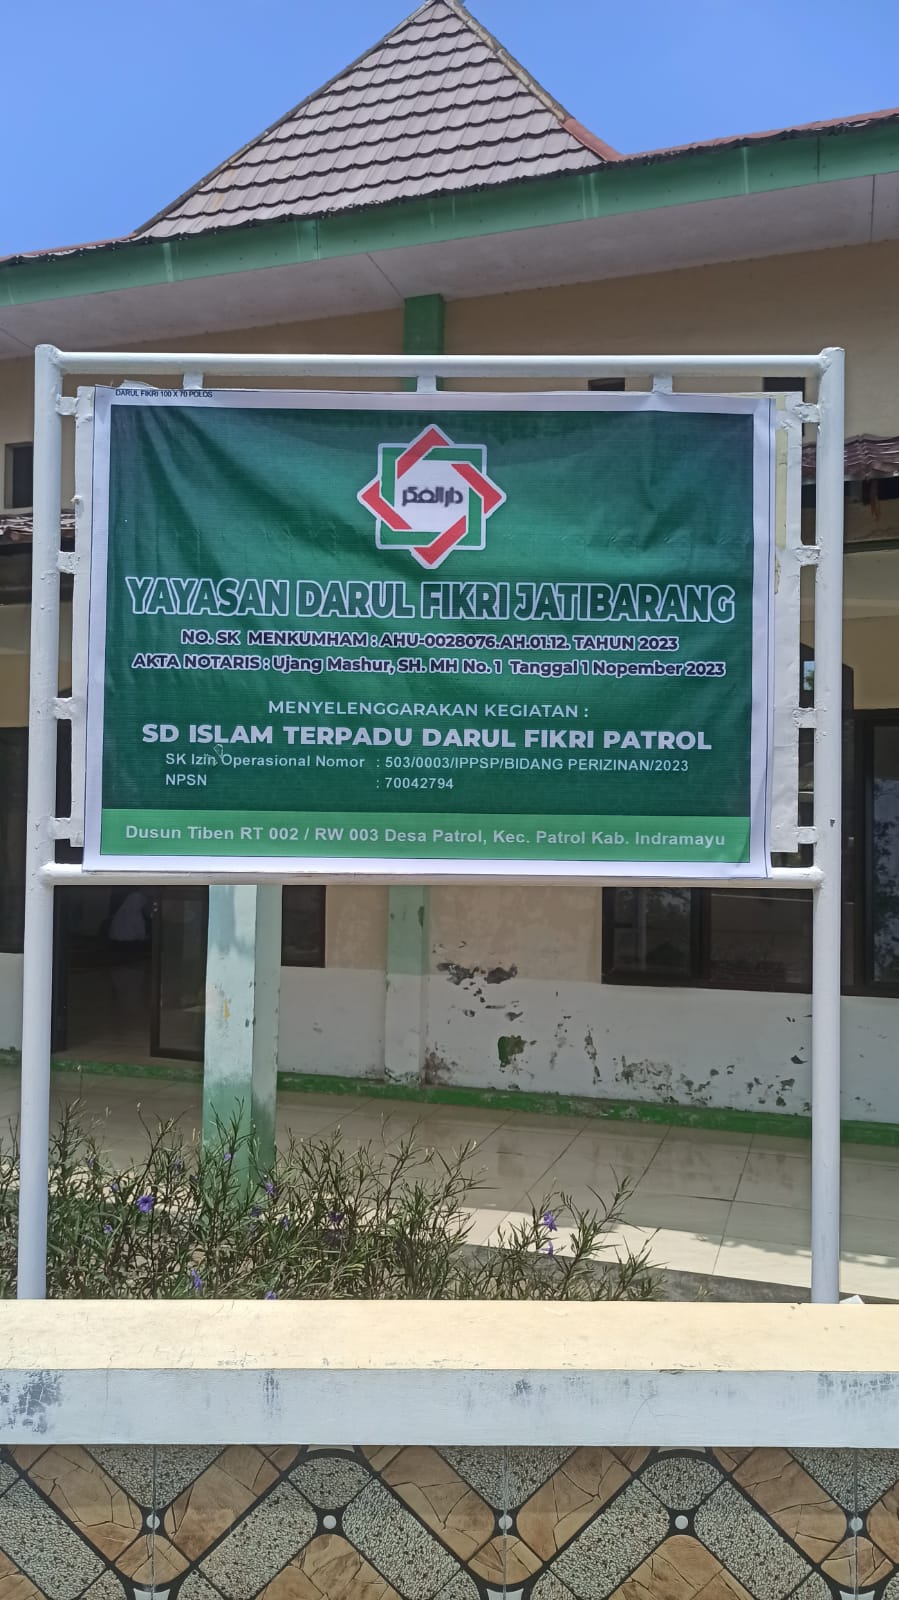 DARUL FIKRI 100 X 70 POLOS
دار الفكر
YAYASAN DARUL FIKRI JATIBARANG
NO. SK MENKUMHAM : AHU-0028076.AH.01.12. TAHUN 2023
AKTA NOTARIS : Ujang Mashur, SH. MH No. 1 Tanggal 1 Nopember 2023
MENYELENGGARAKAN KEGIATAN :
SD ISLAM TERPADU DARUL FIKRI PATROL
SK Izin Operasional Nomor : 503/0003/IPPSP/BIDANG PERIZINAN/2023
NPSN : 70042794
Dusun Tiben RT 002 / RW 003 Desa Patrol, Kec. Patrol Kab. Indramayu